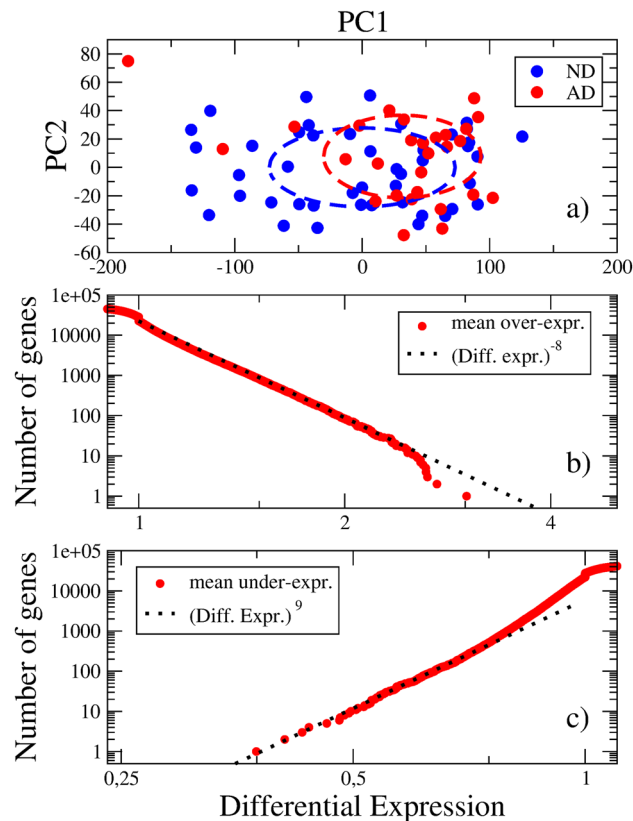 PC1
80
60
40
20
0
-20
-40
-60
PC2
ND
AD
a)
-200
-100
0
100
200
1e+05
10000
1000
100
10
1
Number of genes
mean over-expr.
(Diff. expr.)^-8
b)
1
2
4
1e+05
10000
1000
100
10
1
Number of genes
mean under-expr.
(Diff. Expr.)^9
c)
0,25
0,5
1
Differential Expression